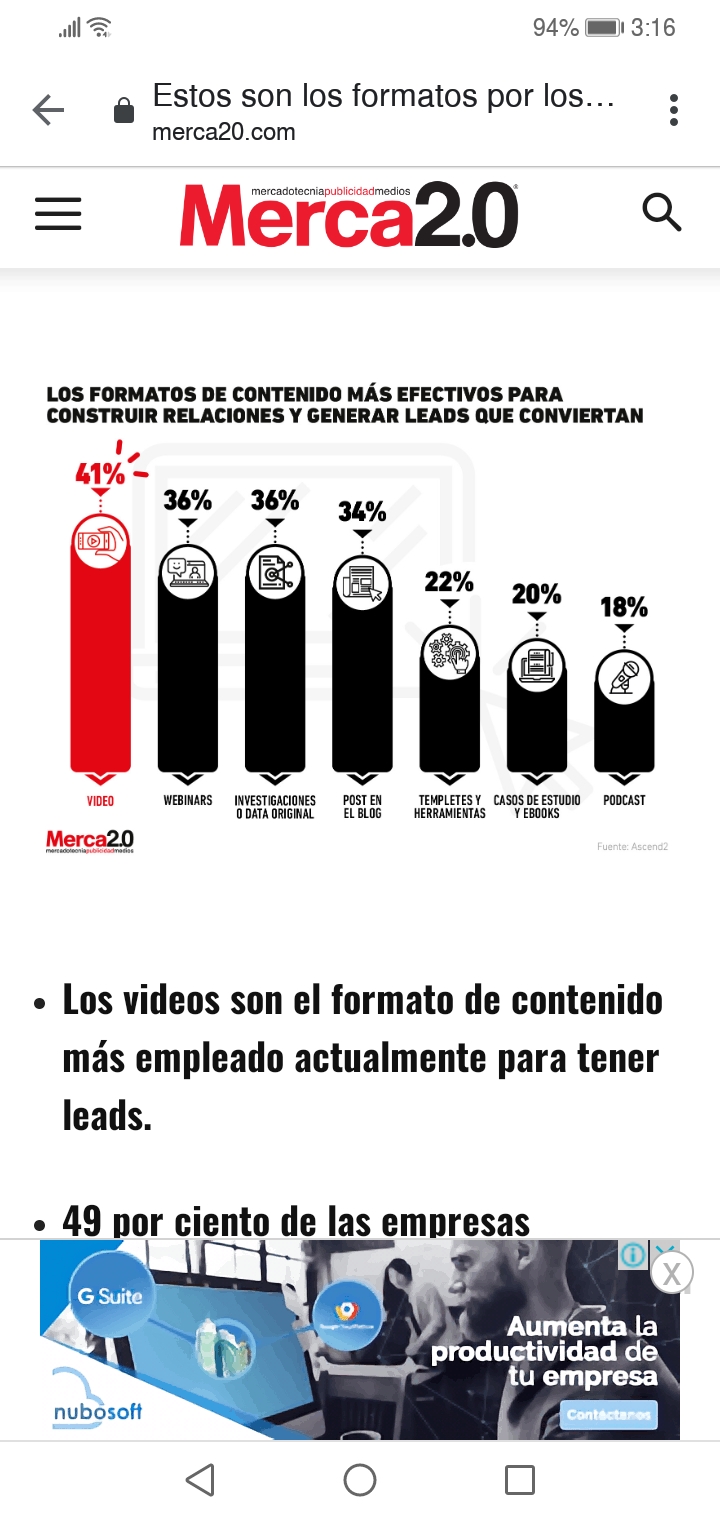 94% 3:16
Estos son los formatos por los...
merca20.com
mercadotecniapublicidadmedios
Merca2.0
LOS FORMATOS DE CONTENIDO MÁS EFECTIVOS PARA
CONSTRUIR RELACIONES Y GENERAR LEADS QUE CONVIERTAN
41%
36%
36%
34%
22%
20%
18%
VIDEO
WEBINARS
INVESTIGACIONES
O DATA ORIGINAL
POST EN
EL BLOG
TEMPLETES Y
HERRAMIENTAS
CASOS DE ESTUDIO
Y EBOOKS
PODCAST
Merca2.0
mercadotecniapublicidadmedios
Fuente: Ascend2
• Los videos son el formato de contenido
más empleado actualmente para tener
leads.
• 49 por ciento de las empresas
G Suite
nubosoft
Aumenta la
productividad de
tu empresa
Contáctanos
X